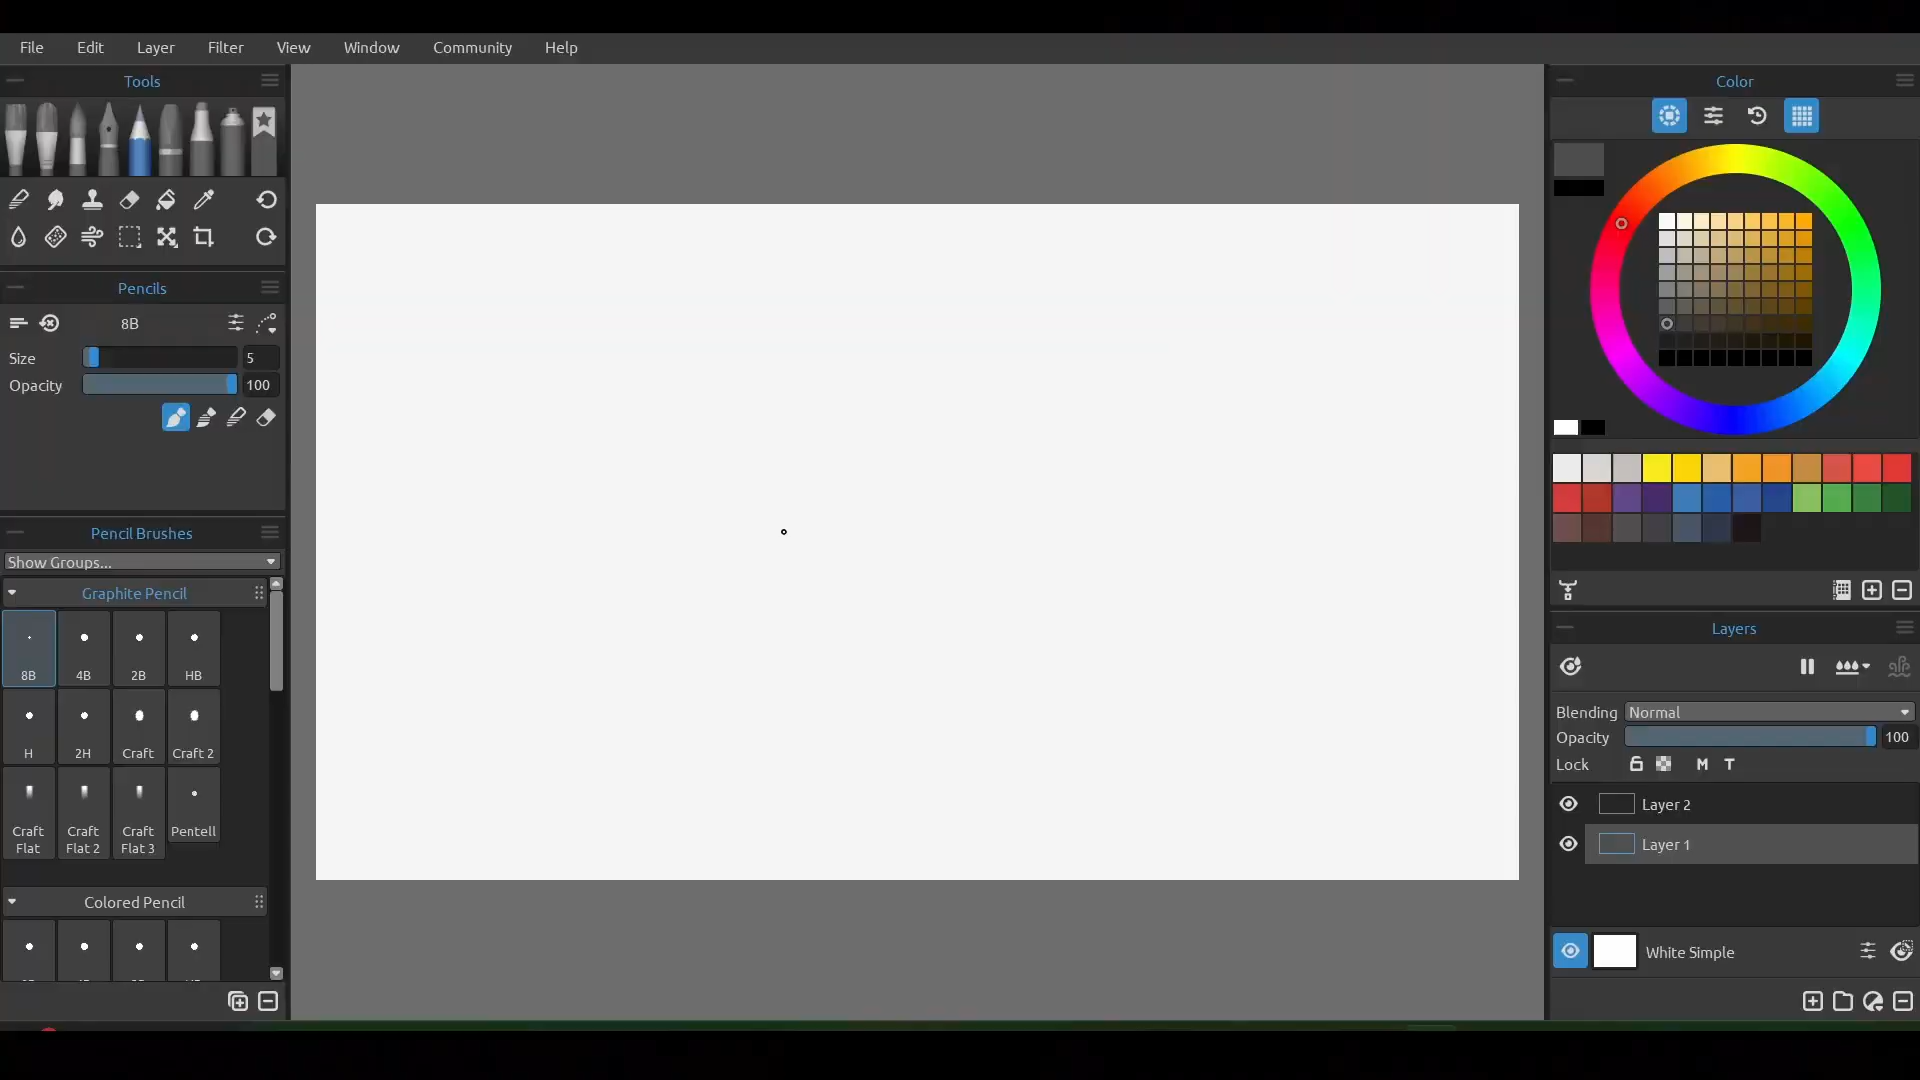 File Edit Layer Filter View Window Community Help
Tools
Pencils
8B
Size 5
Opacity 100
Pencil Brushes
Show Groups...
Graphite Pencil
8B 4B 2B HB
H 2H Craft Craft 2
Craft Flat Craft Flat 2 Craft Flat 3 Pentell
Colored Pencil
Color
Layers
Blending Normal
Opacity 100
Lock M T
Layer 2
Layer 1
White Simple